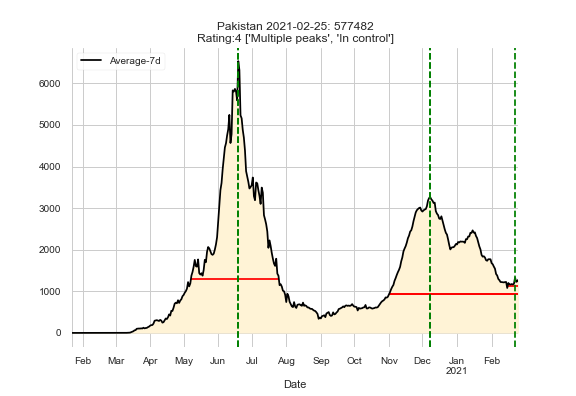 Pakistan 2021-02-25: 577482
Rating:4 ['Multiple peaks', 'In control']
Average-7d
6000
5000
4000
3000
2000
1000
0
Feb Mar Apr May Jun Jul Aug Sep Oct Nov Dec Jan Feb
2021
Date